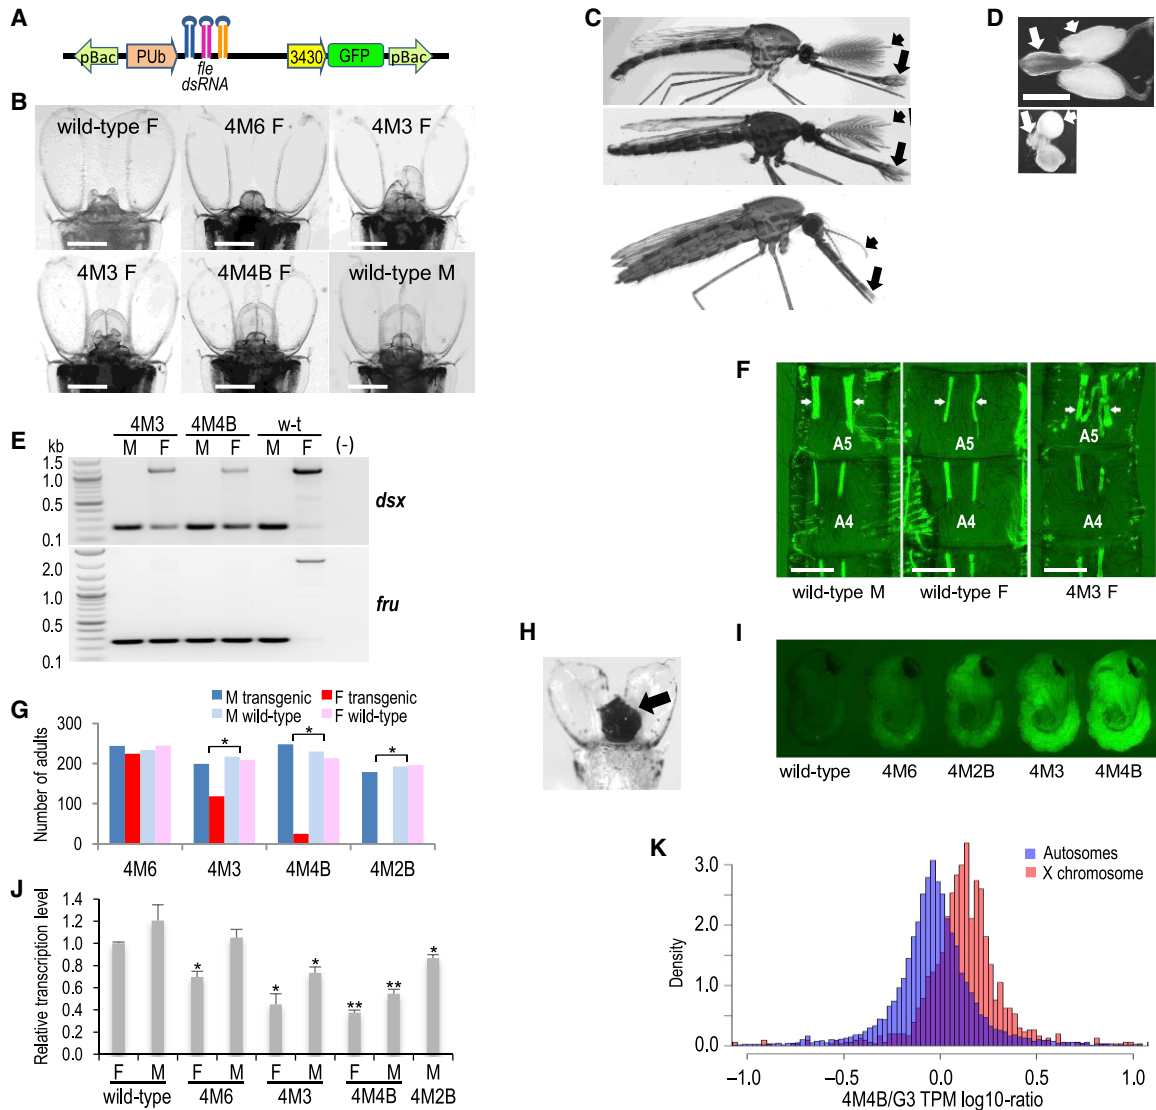 A
pBac PUb 3430 GFP pBac
fle
dsRNA
B
wild-type F 4M6 F 4M3 F
4M3 F 4M4B F wild-type M
C
D
E
4M3 4M4B w-t
kb M F M F M F (-)
1.5
1.0
0.5
0.1
dsx
2.0
1.0
0.5
0.1
fru
F
A5 A5 A5
A4 A4 A4
wild-type M wild-type F 4M3 F
G
M transgenic F transgenic
M wild-type F wild-type
Number of adults
300
200
100
0
* * *
4M6 4M3 4M4B 4M2B
H
I
wild-type 4M6 4M2B 4M3 4M4B
J
Relative transcription level
1.4
1.2
1.0
0.8
0.6
0.4
0.2
0.0
* * * ** ** *
F M F M F M F M M
wild-type 4M6 4M3 4M4B 4M2B
K
Autosomes
X chromosome
Density
3.0
2.0
1.0
0.0
–1.0 –0.5 0.0 0.5 1.0
4M4B/G3 TPM log10-ratio